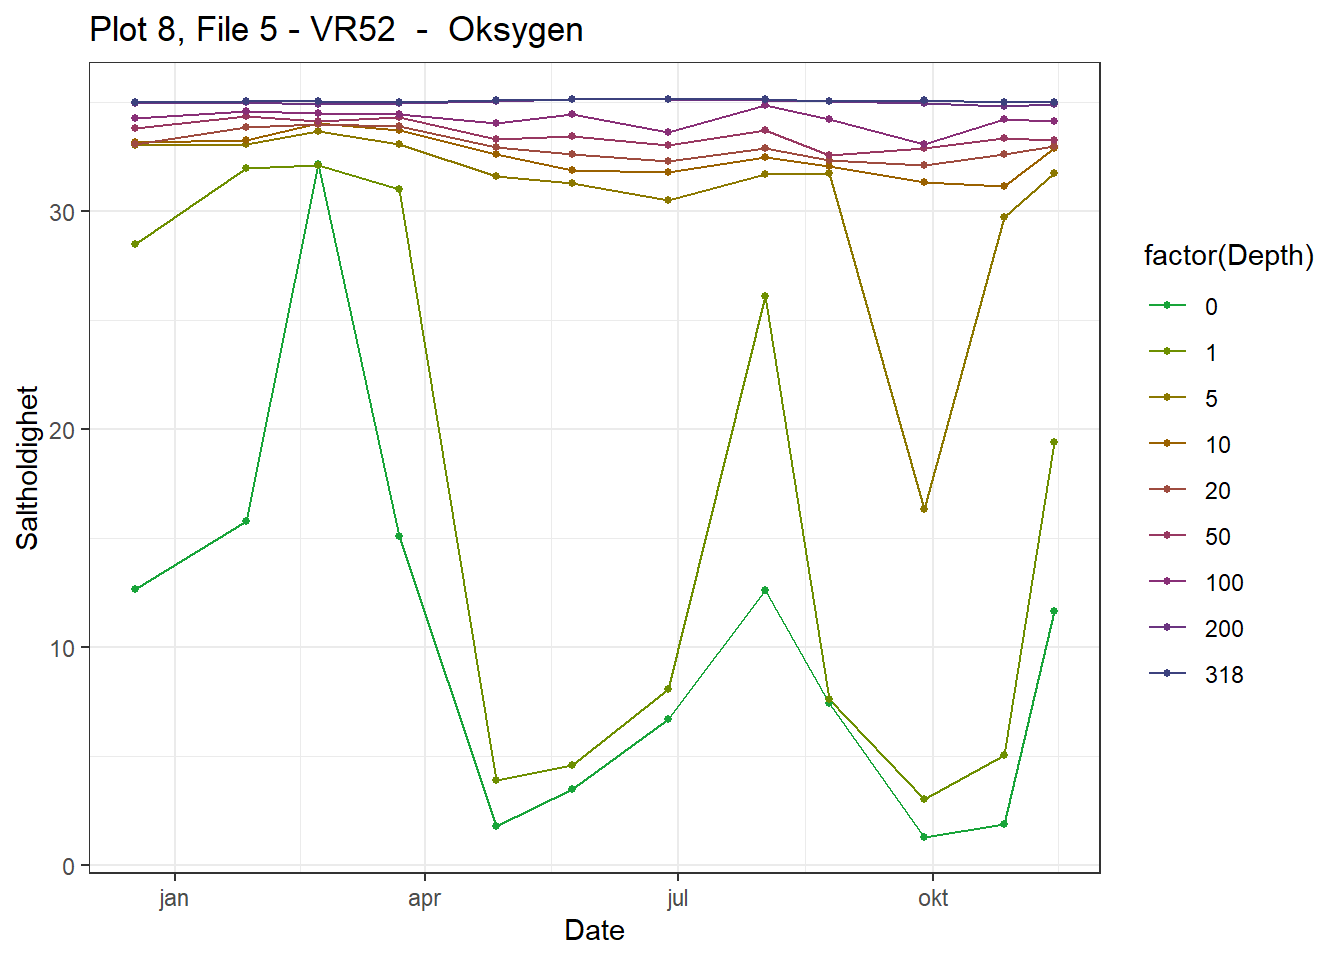 Plot 8, File 5 - VR52  -  Oksygen
Saltholdighet
30
20
10
0
jan
apr
jul
okt
Date
factor(Depth)
0
1
5
10
20
50
100
200
318